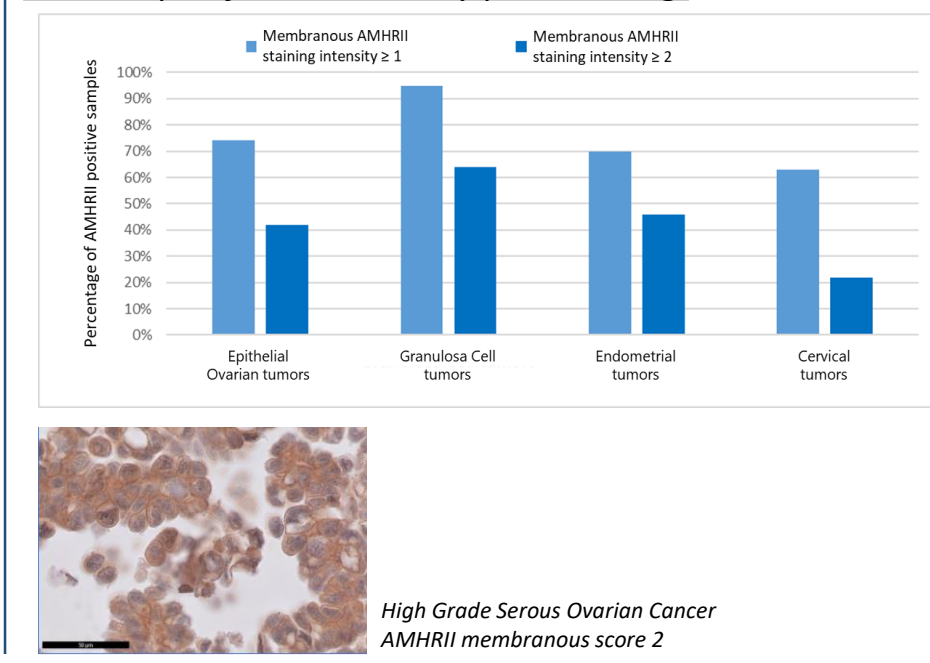 Membranous AMHRII
staining intensity ≥ 1
Membranous AMHRII
staining intensity ≥ 2
Percentage of AMHRII positive samples
100%
90%
80%
70%
60%
50%
40%
30%
20%
10%
0%
Epithelial
Ovarian tumors
Granulosa Cell
tumors
Endometrial
tumors
Cervical
tumors
50 µm
High Grade Serous Ovarian Cancer
AMHRII membranous score 2